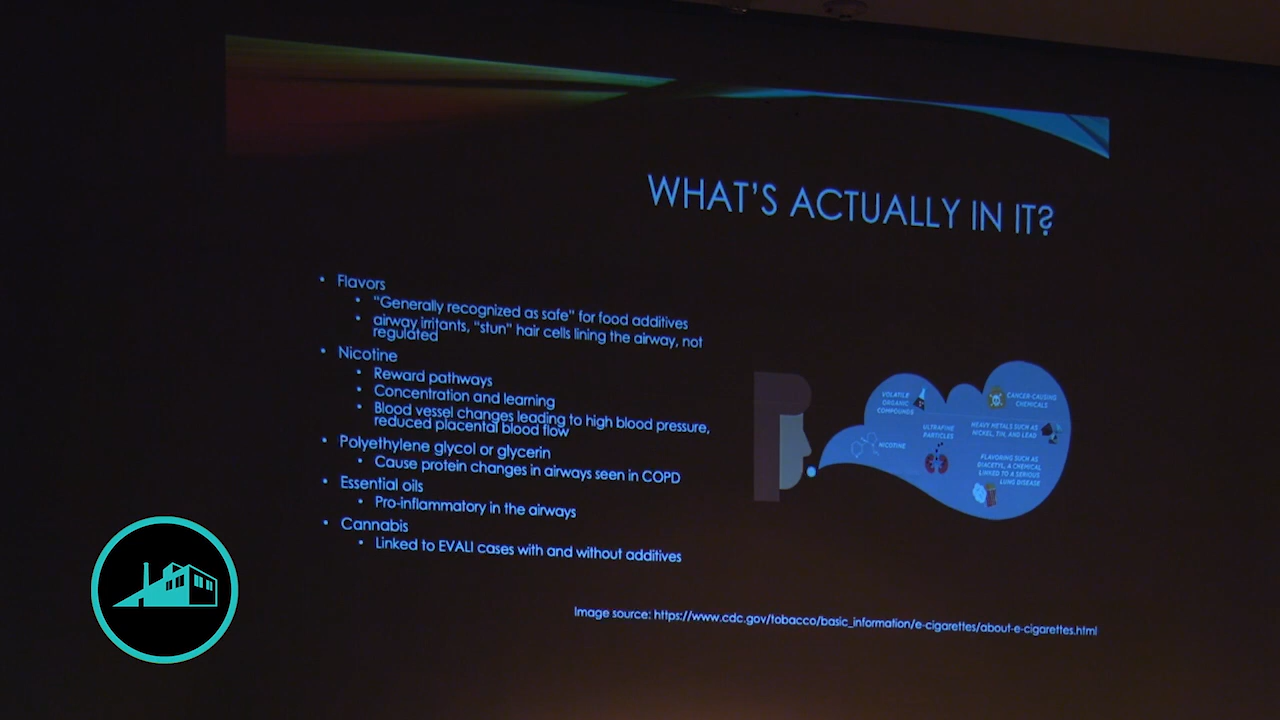 WHAT'S ACTUALLY IN IT?
• Flavors
• "Generally recognized as safe" for food additives
• airway irritants, "stun" hair cells lining the airway, not
regulated
• Nicotine
• Reward pathways
• Concentration and learning
• Blood vessel changes leading to high blood pressure,
reduced placental blood flow
• Polyethylene glycol or glycerin
• Cause protein changes in airways seen in COPD
• Essential oils
• Pro-inflammatory in the airways
• Cannabis
• Linked to EVALI cases with and without additives
VOLATILE
ORGANIC
COMPOUNDS
CANCER-CAUSING
CHEMICALS
ULTRAFINE
PARTICLES
HEAVY METALS SUCH AS
NICKEL, TIN, AND LEAD
NICOTINE
FLAVORING SUCH AS
DIACETYL, A CHEMICAL
LINKED TO A SERIOUS
LUNG DISEASE
Image source: https://www.cdc.gov/tobacco/basic_information/e-cigarettes/about-e-cigarettes.html